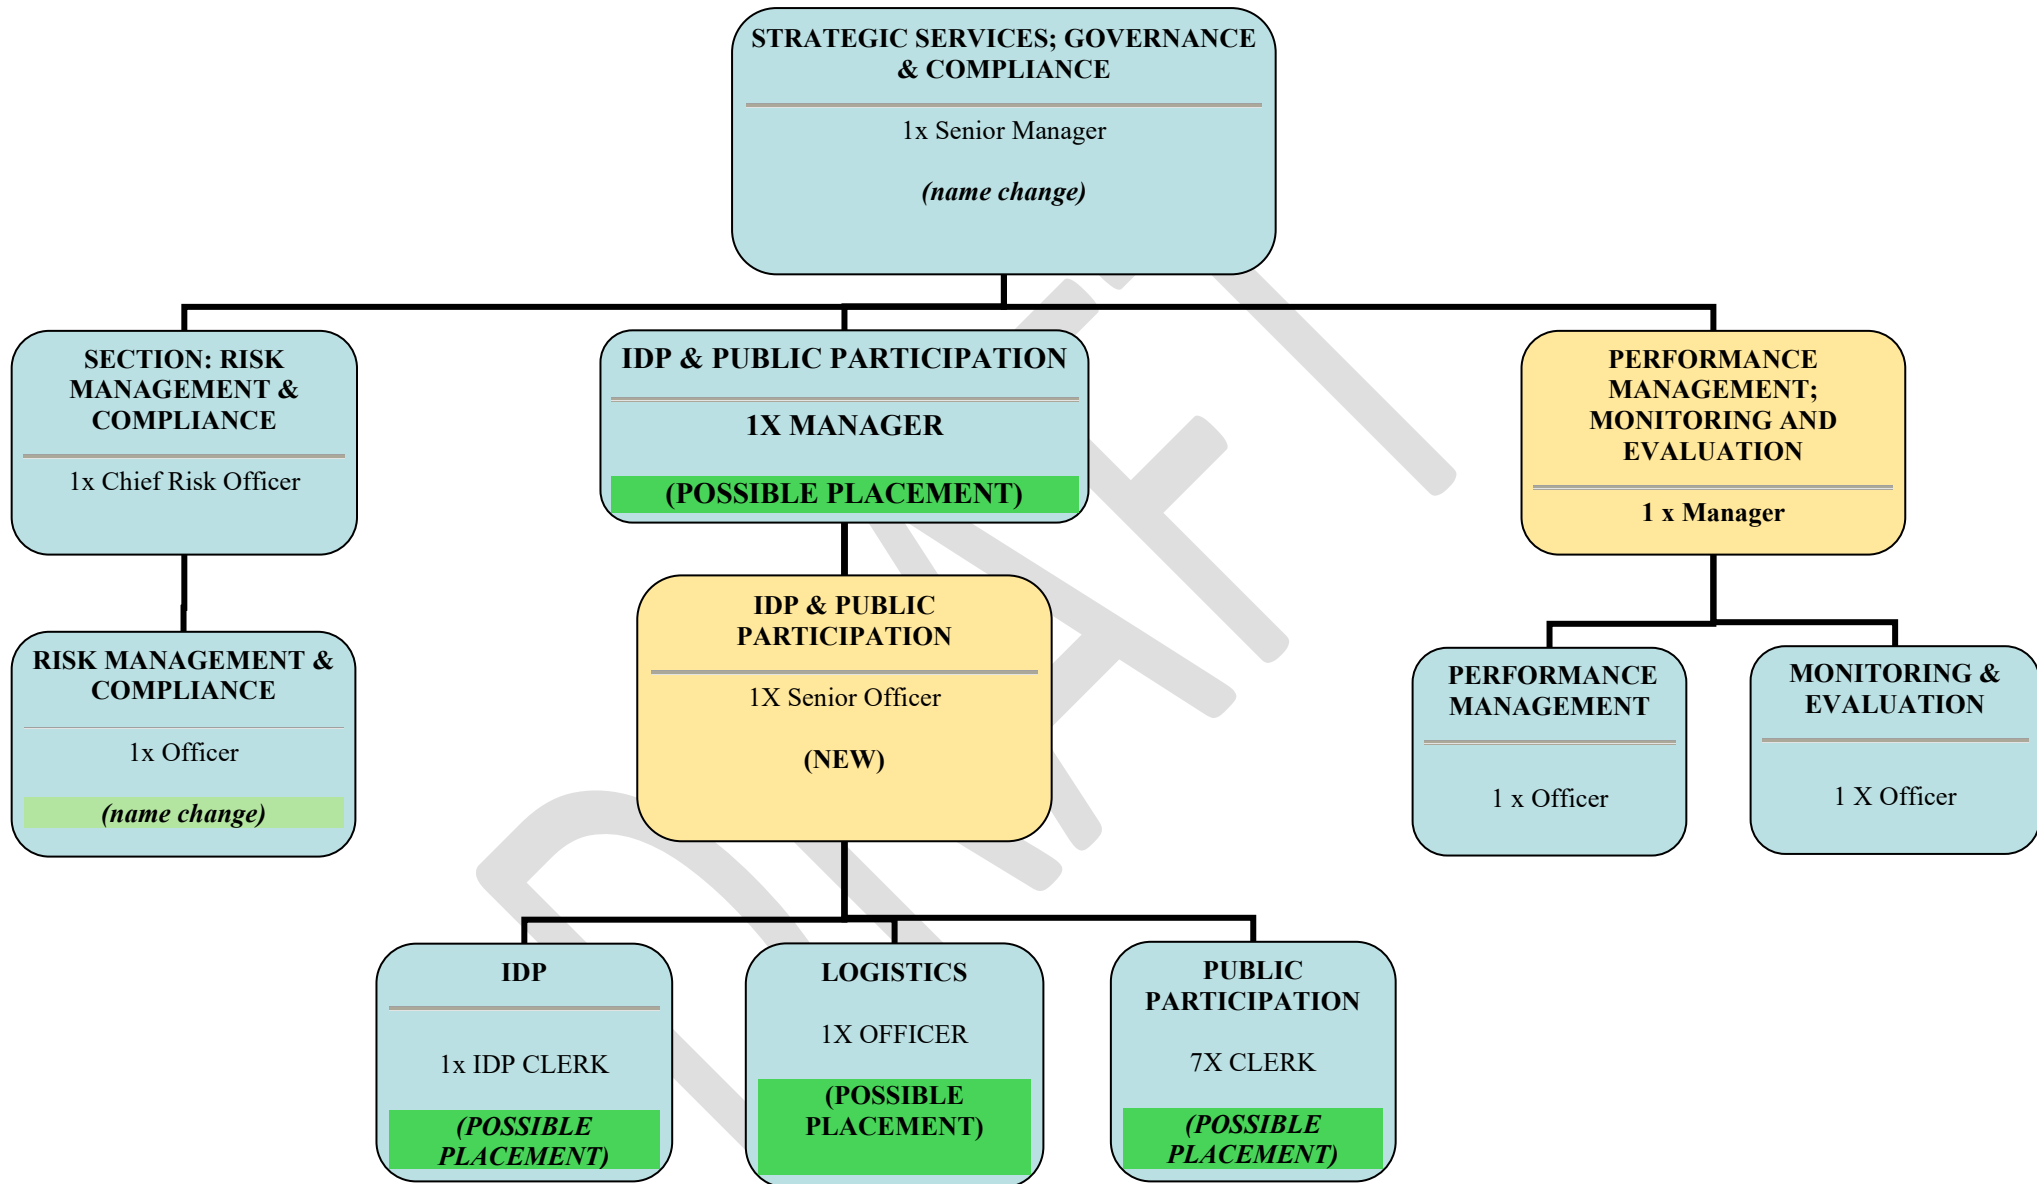 STRATEGIC SERVICES; GOVERNANCE
& COMPLIANCE
1x Senior Manager
(name change)
SECTION: RISK
MANAGEMENT &
COMPLIANCE
1x Chief Risk Officer
IDP & PUBLIC PARTICIPATION
1X MANAGER
(POSSIBLE PLACEMENT)
PERFORMANCE
MANAGEMENT;
MONITORING AND
EVALUATION
1 x Manager
RISK MANAGEMENT &
COMPLIANCE
1x Officer
(name change)
IDP & PUBLIC
PARTICIPATION
1X Senior Officer
(NEW)
PERFORMANCE
MANAGEMENT
1 x Officer
MONITORING &
EVALUATION
1 X Officer
IDP
1x IDP CLERK
(POSSIBLE
PLACEMENT)
LOGISTICS
1X OFFICER
(POSSIBLE
PLACEMENT)
PUBLIC
PARTICIPATION
7X CLERK
(POSSIBLE
PLACEMENT)
DRAFT